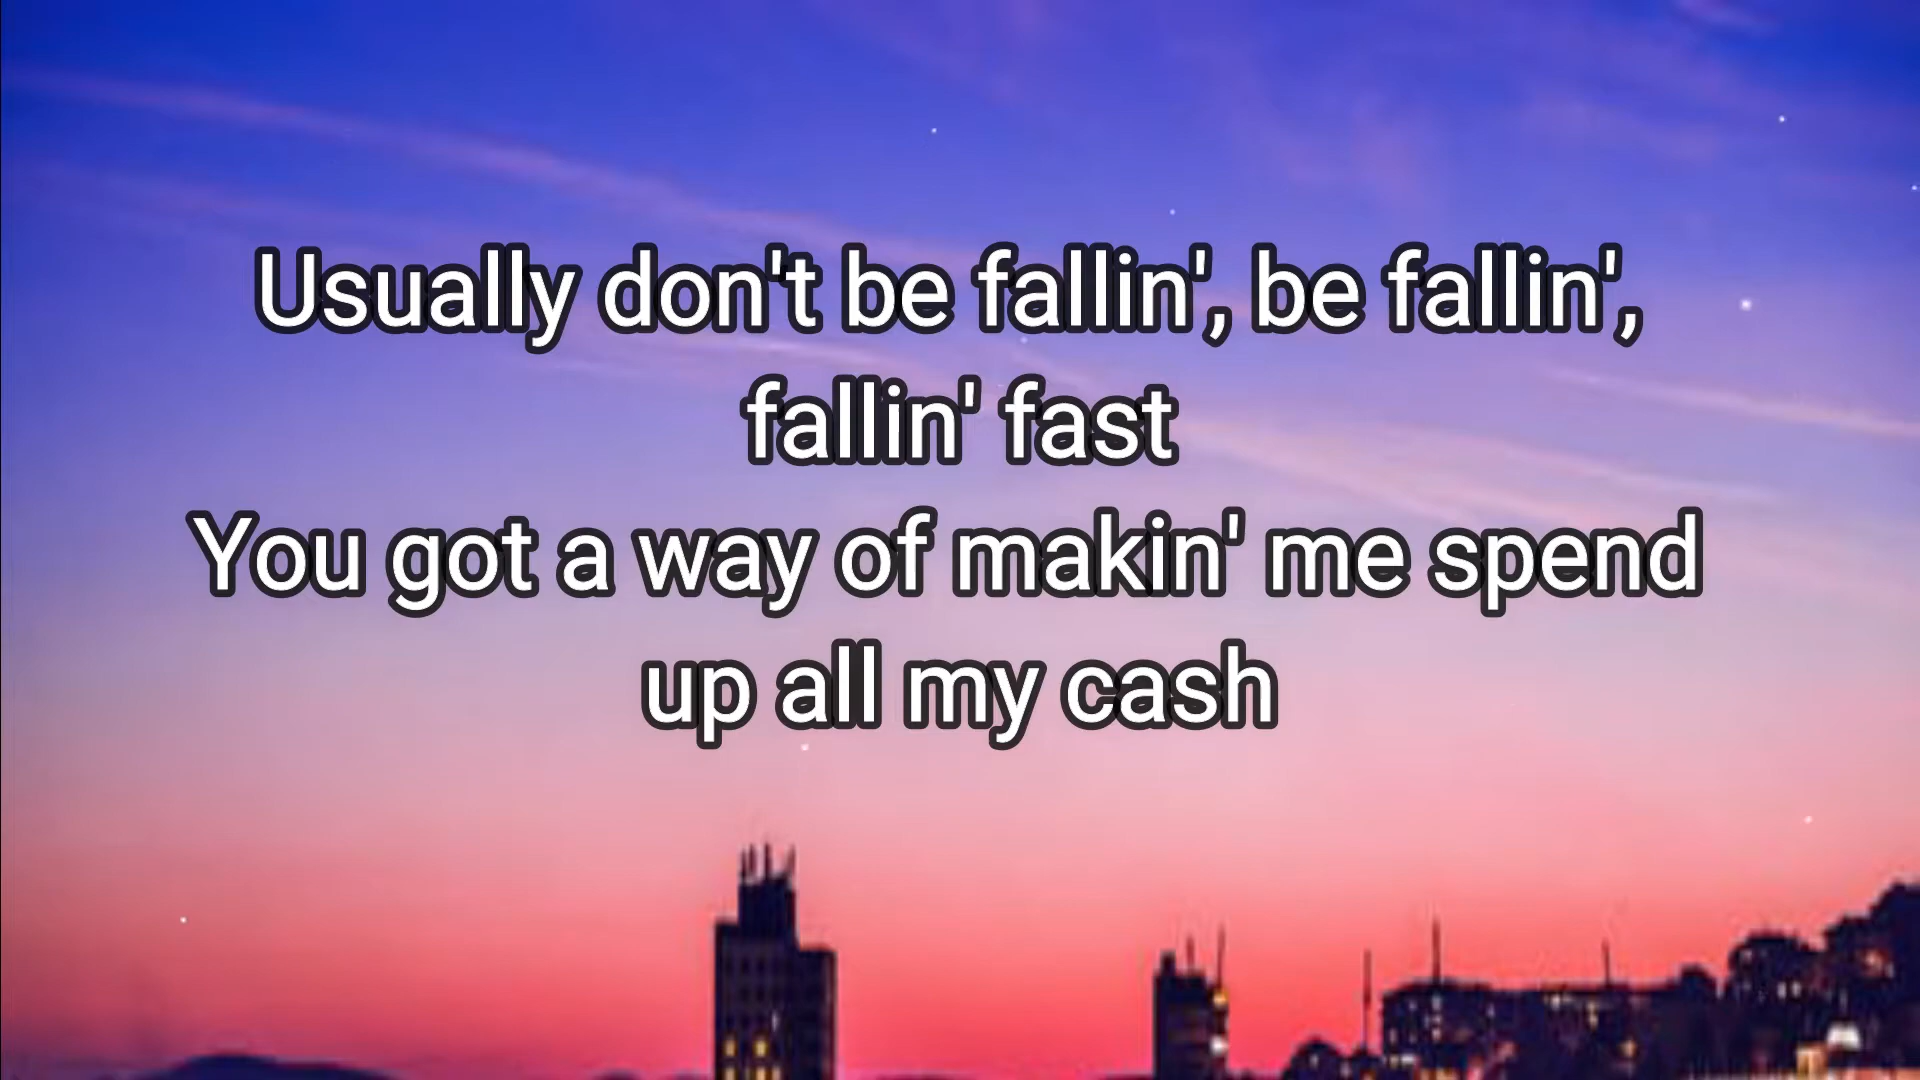 Usually don't be fallin', be fallin',
fallin' fast
You got a way of makin' me spend
up all my cash